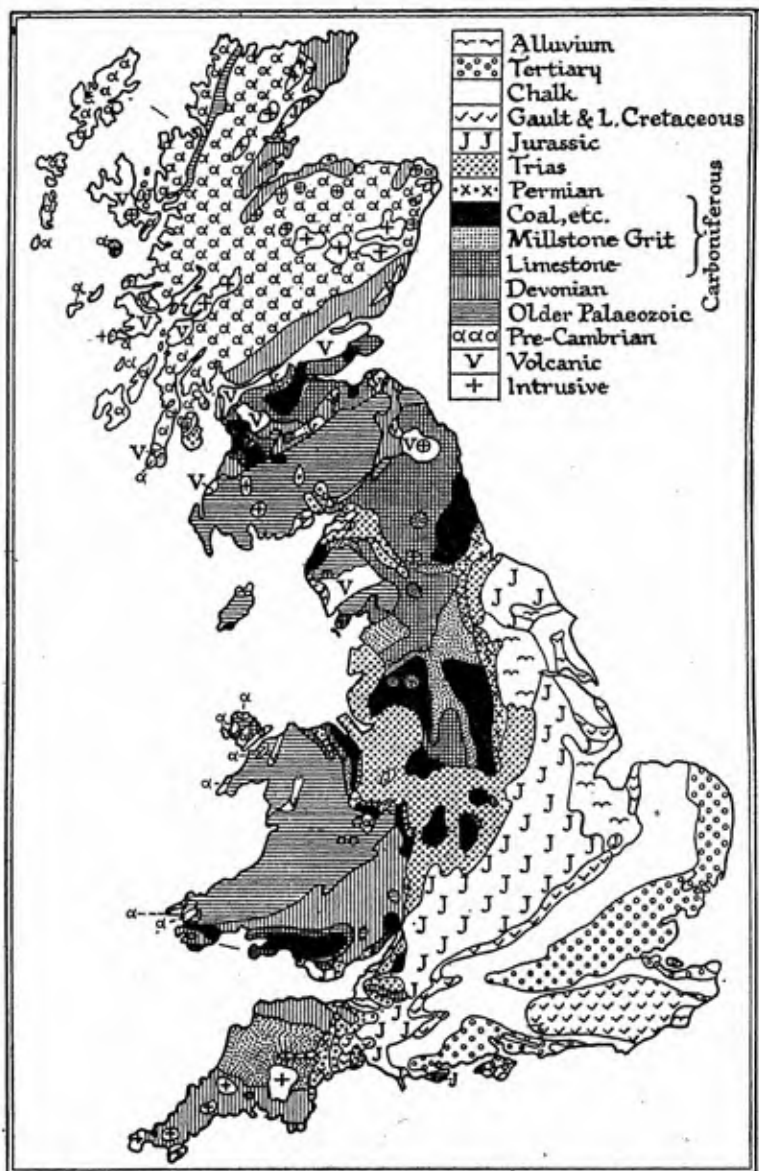 Alluvium
Tertiary
Chalk
Gault & L. Cretaceous
J J Jurassic
Trias
Permian
Coal, etc.
Millstone Grit
Limestone
Carboniferous
Devonian
Older Palaeozoic
ααα Pre-Cambrian
V Volcanic
+ Intrusive